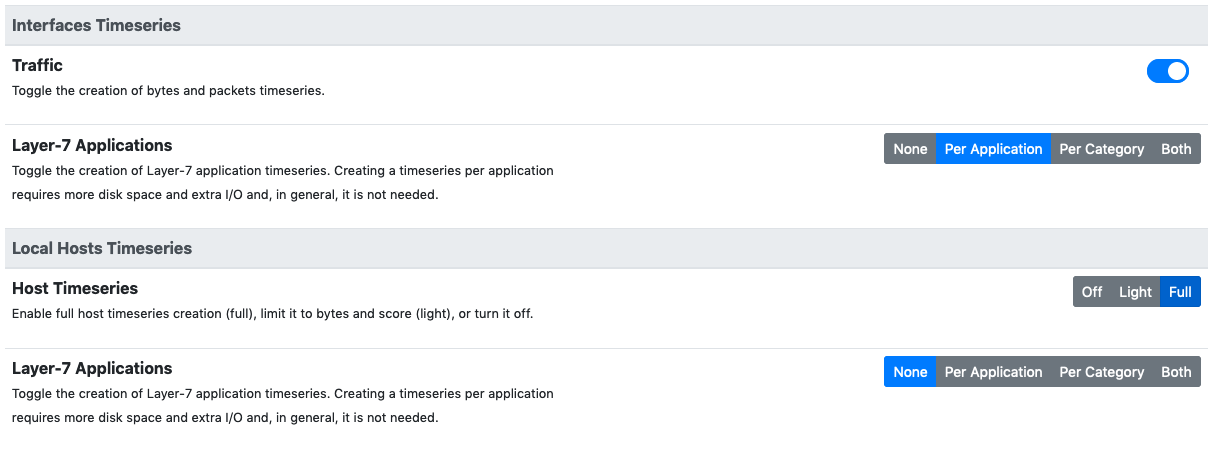 Interfaces Timeseries
Traffic
Toggle the creation of bytes and packets timeseries.
Layer-7 Applications
None Per Application Per Category Both
Toggle the creation of Layer-7 application timeseries. Creating a timeseries per application
requires more disk space and extra I/O and, in general, it is not needed.
Local Hosts Timeseries
Host Timeseries
Off Light Full
Enable full host timeseries creation (full), limit it to bytes and score (light), or turn it off.
Layer-7 Applications
None Per Application Per Category Both
Toggle the creation of Layer-7 application timeseries. Creating a timeseries per application
requires more disk space and extra I/O and, in general, it is not needed.